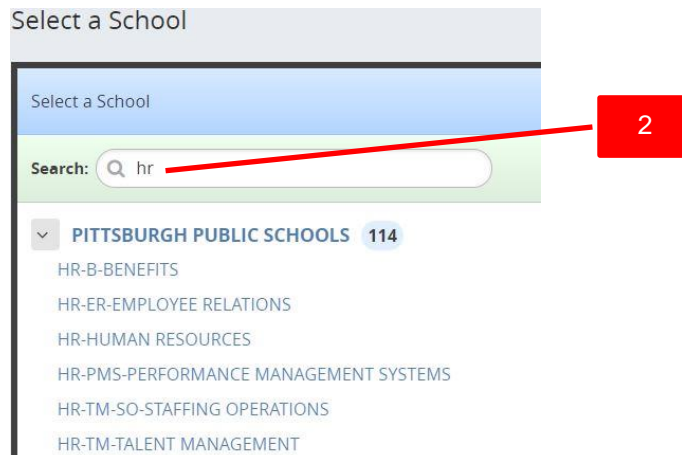 Select a School
Select a School
2
Search: hr
PITTSBURGH PUBLIC SCHOOLS 114
HR-B-BENEFITS
HR-ER-EMPLOYEE RELATIONS
HR-HUMAN RESOURCES
HR-PMS-PERFORMANCE MANAGEMENT SYSTEMS
HR-TM-SO-STAFFING OPERATIONS
HR-TM-TALENT MANAGEMENT